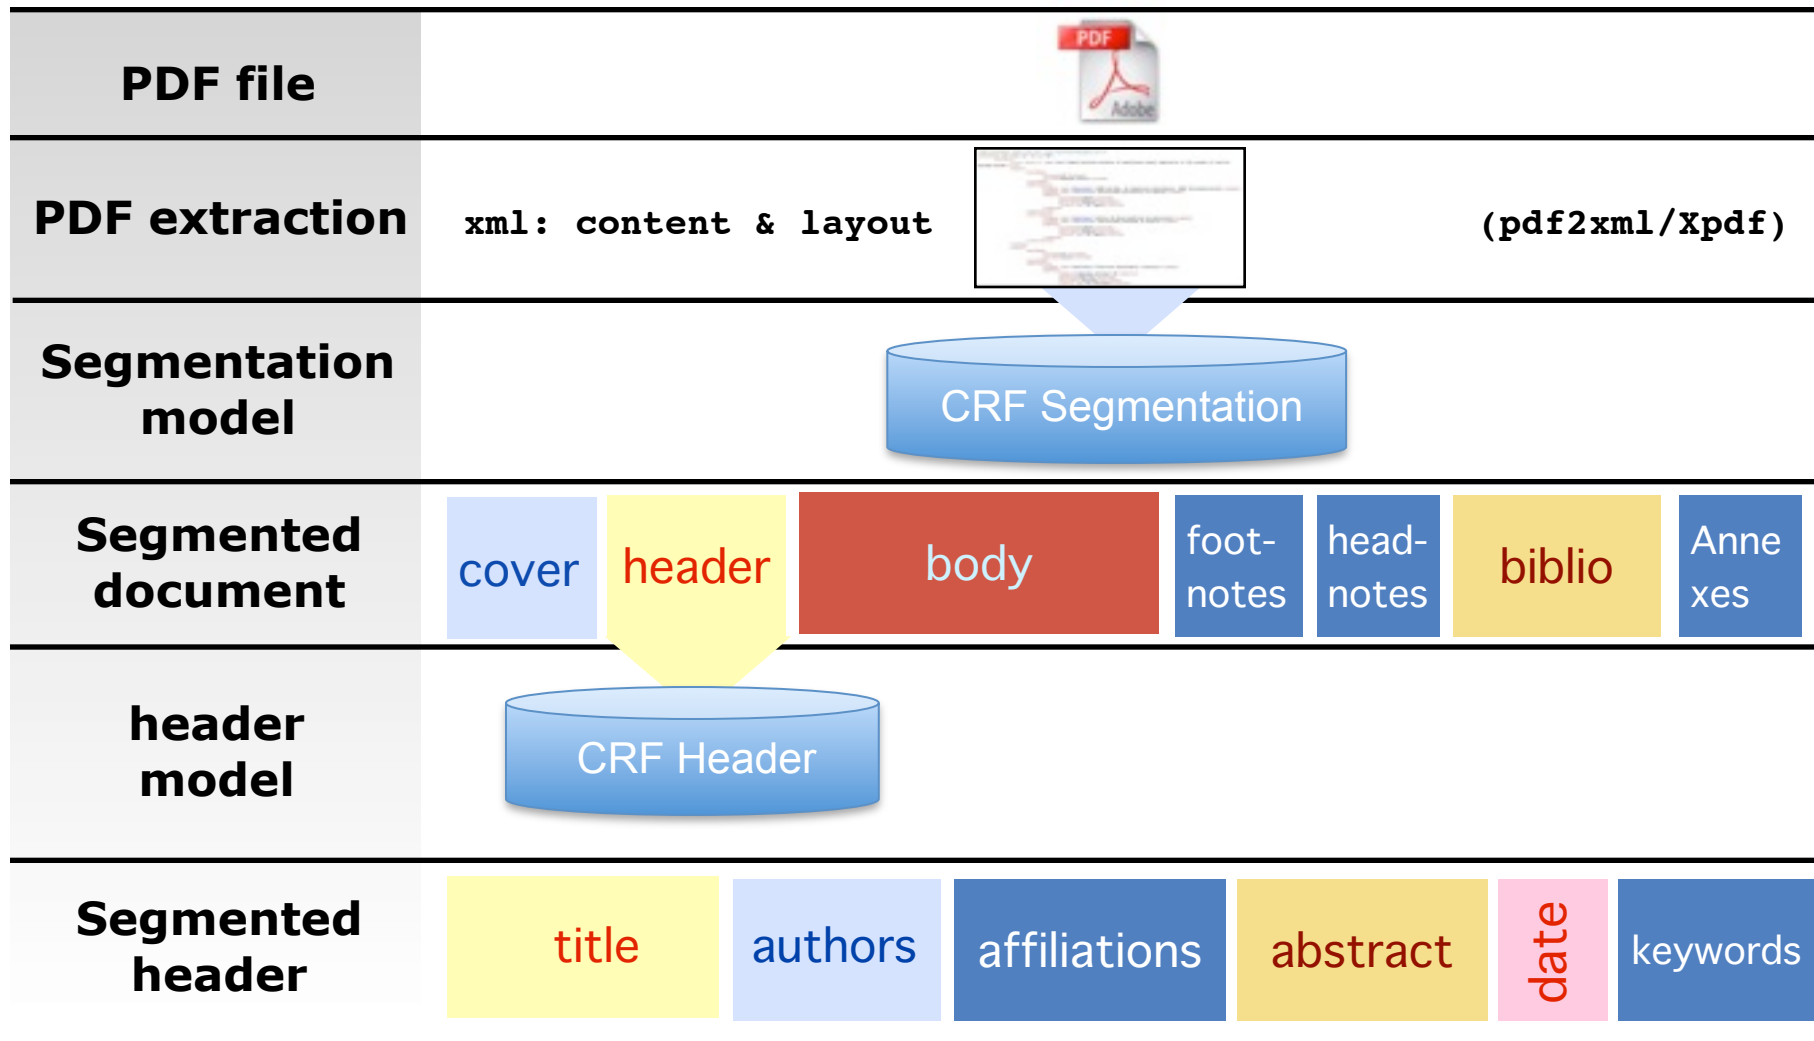 PDF file
PDF
Adobe
PDF extraction
xml: content & layout
(pdf2xml/Xpdf)
Segmentation
model
CRF Segmentation
Segmented
document
cover
header
body
foot-
notes
head-
notes
biblio
Anne
xes
header
model
CRF Header
Segmented
header
title
authors
affiliations
abstract
date
keywords